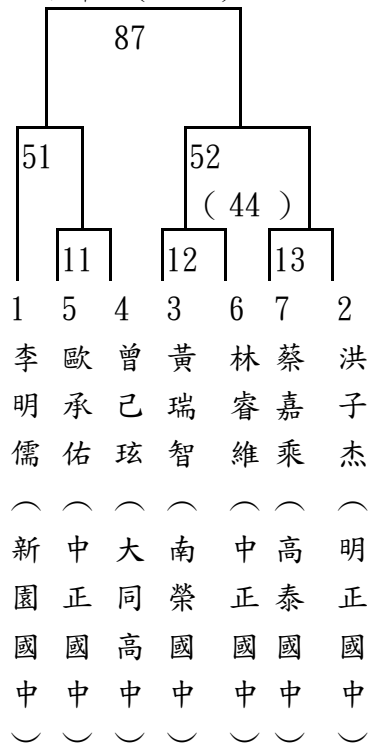 87
51
52
( 44 )
11
12
13
1 5 4 3 6 7 2
李明儒（新園國中）
歐承佑（中正國中）
曾己玹（大同高中）
黃瑞智（南榮國中）
林睿維（中正國中）
蔡嘉乘（高泰國中）
洪子杰（明正國中）